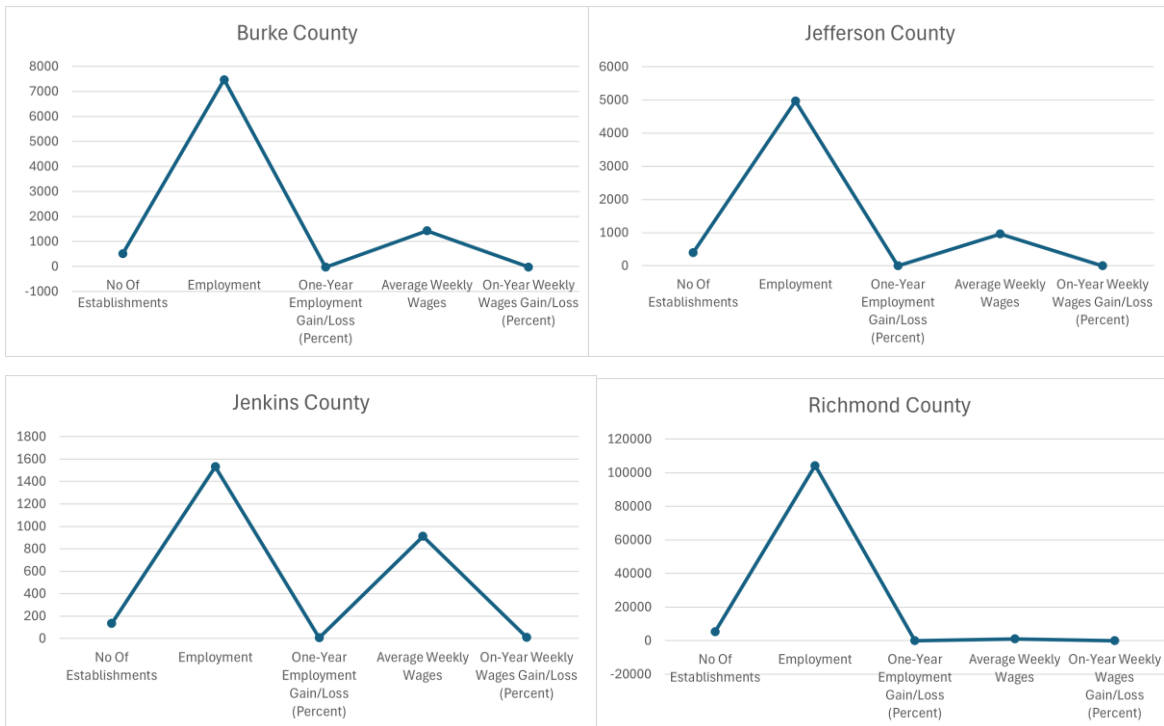 Burke County
8000
7000
6000
5000
4000
3000
2000
1000
0
-1000
No Of Establishments
Employment
One-Year Employment Gain/Loss (Percent)
Average Weekly Wages
On-Year Weekly Wages Gain/Loss (Percent)
Jefferson County
6000
5000
4000
3000
2000
1000
0
No Of Establishments
Employment
One-Year Employment Gain/Loss (Percent)
Average Weekly Wages
On-Year Weekly Wages Gain/Loss (Percent)
Jenkins County
1800
1600
1400
1200
1000
800
600
400
200
0
No Of Establishments
Employment
One-Year Employment Gain/Loss (Percent)
Average Weekly Wages
On-Year Weekly Wages Gain/Loss (Percent)
Richmond County
120000
100000
80000
60000
40000
20000
0
-20000
No Of Establishments
Employment
One-Year Employment Gain/Loss (Percent)
Average Weekly Wages
On-Year Weekly Wages Gain/Loss (Percent)